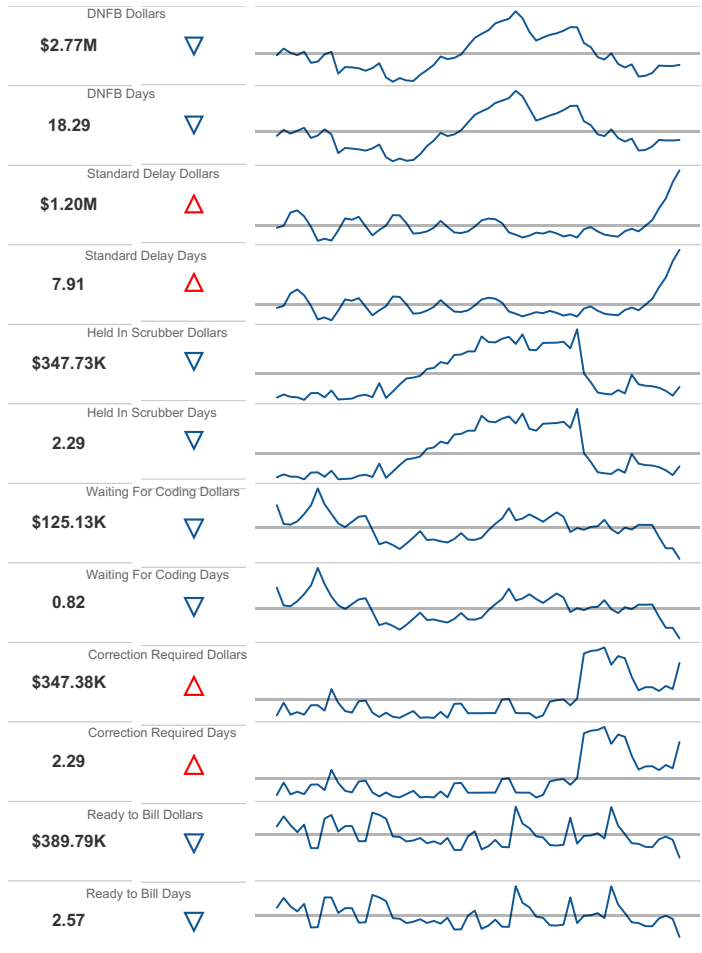 DNFB Dollars
$2.77M
DNFB Days
18.29
Standard Delay Dollars
$1.20M
Standard Delay Days
7.91
Held In Scrubber Dollars
$347.73K
Held In Scrubber Days
2.29
Waiting For Coding Dollars
$125.13K
Waiting For Coding Days
0.82
Correction Required Dollars
$347.38K
Correction Required Days
2.29
Ready to Bill Dollars
$389.79K
Ready to Bill Days
2.57